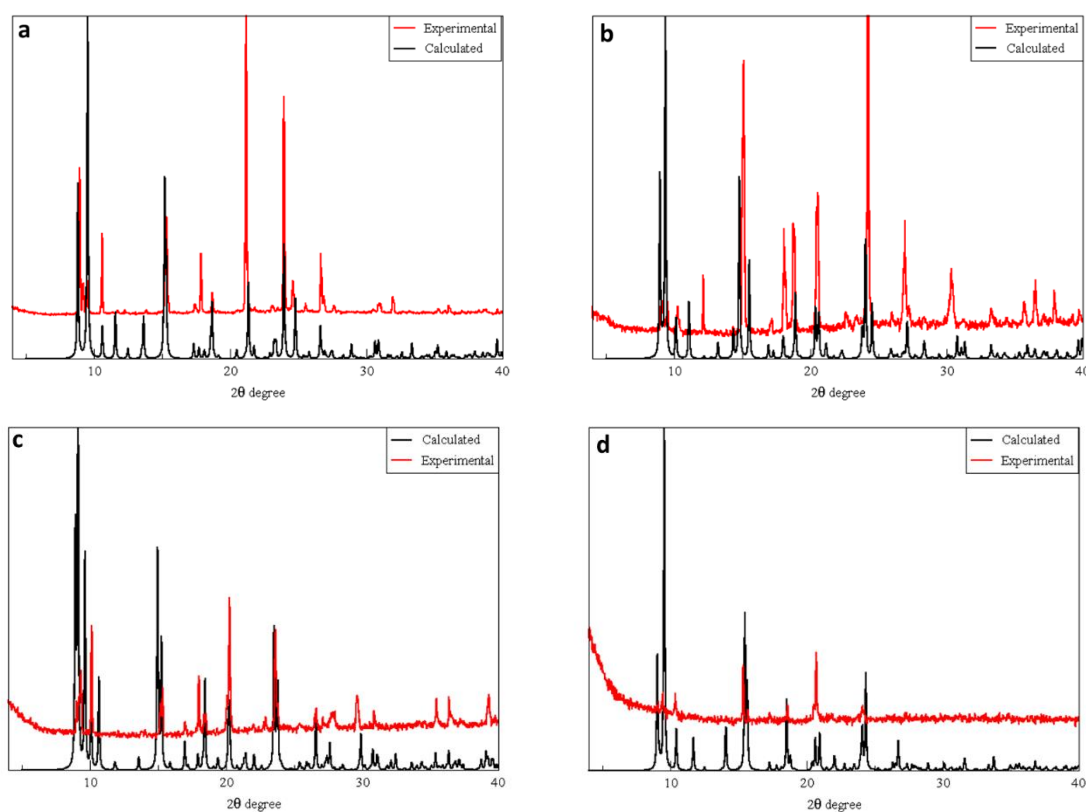 a
Experimental
Calculated
10 20 30 40
2θ degree
b
Experimental
Calculated
10 20 30 40
2θ degree
c
Calculated
Experimental
10 20 30 40
2θ degree
d
Calculated
Experimental
10 20 30 40
2θ degree